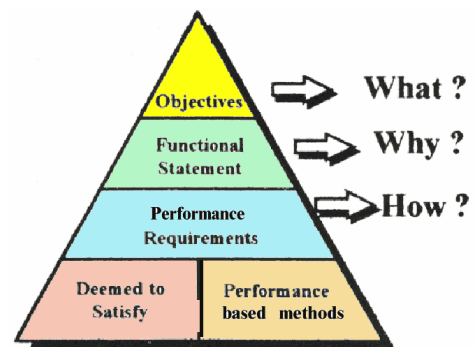 Objectives
What ?
Functional
Statement
Why ?
Performance
Requirements
How ?
Deemed to
Satisfy
Performance
based methods